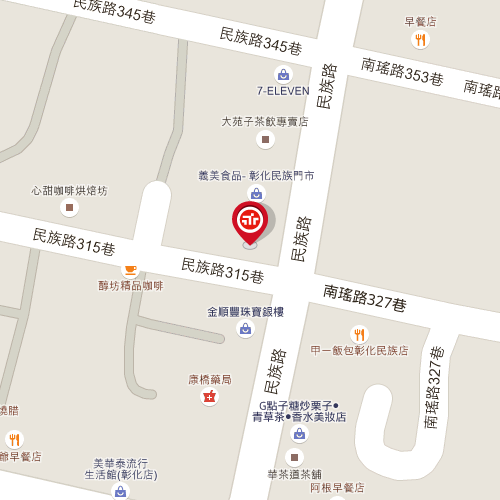 民族路345巷
民族路345巷
早餐店
南瑤路353巷
南瑤路
7-ELEVEN
民族路
大苑子茶飲專賣店
義美食品- 彰化民族門市
心甜咖啡烘焙坊
民族路315巷
民族路
民族路315巷
醇坊精品咖啡
南瑤路327巷
金順豐珠寶銀樓
甲一飯包彰化民族店
民族路
南瑤路327巷
康橋藥局
G點子糖炒栗子•
青草茶•香水美妝店
燒腊
爺早餐店
美華泰流行
生活館(彰化店)
華茶道茶舖
阿根早餐店